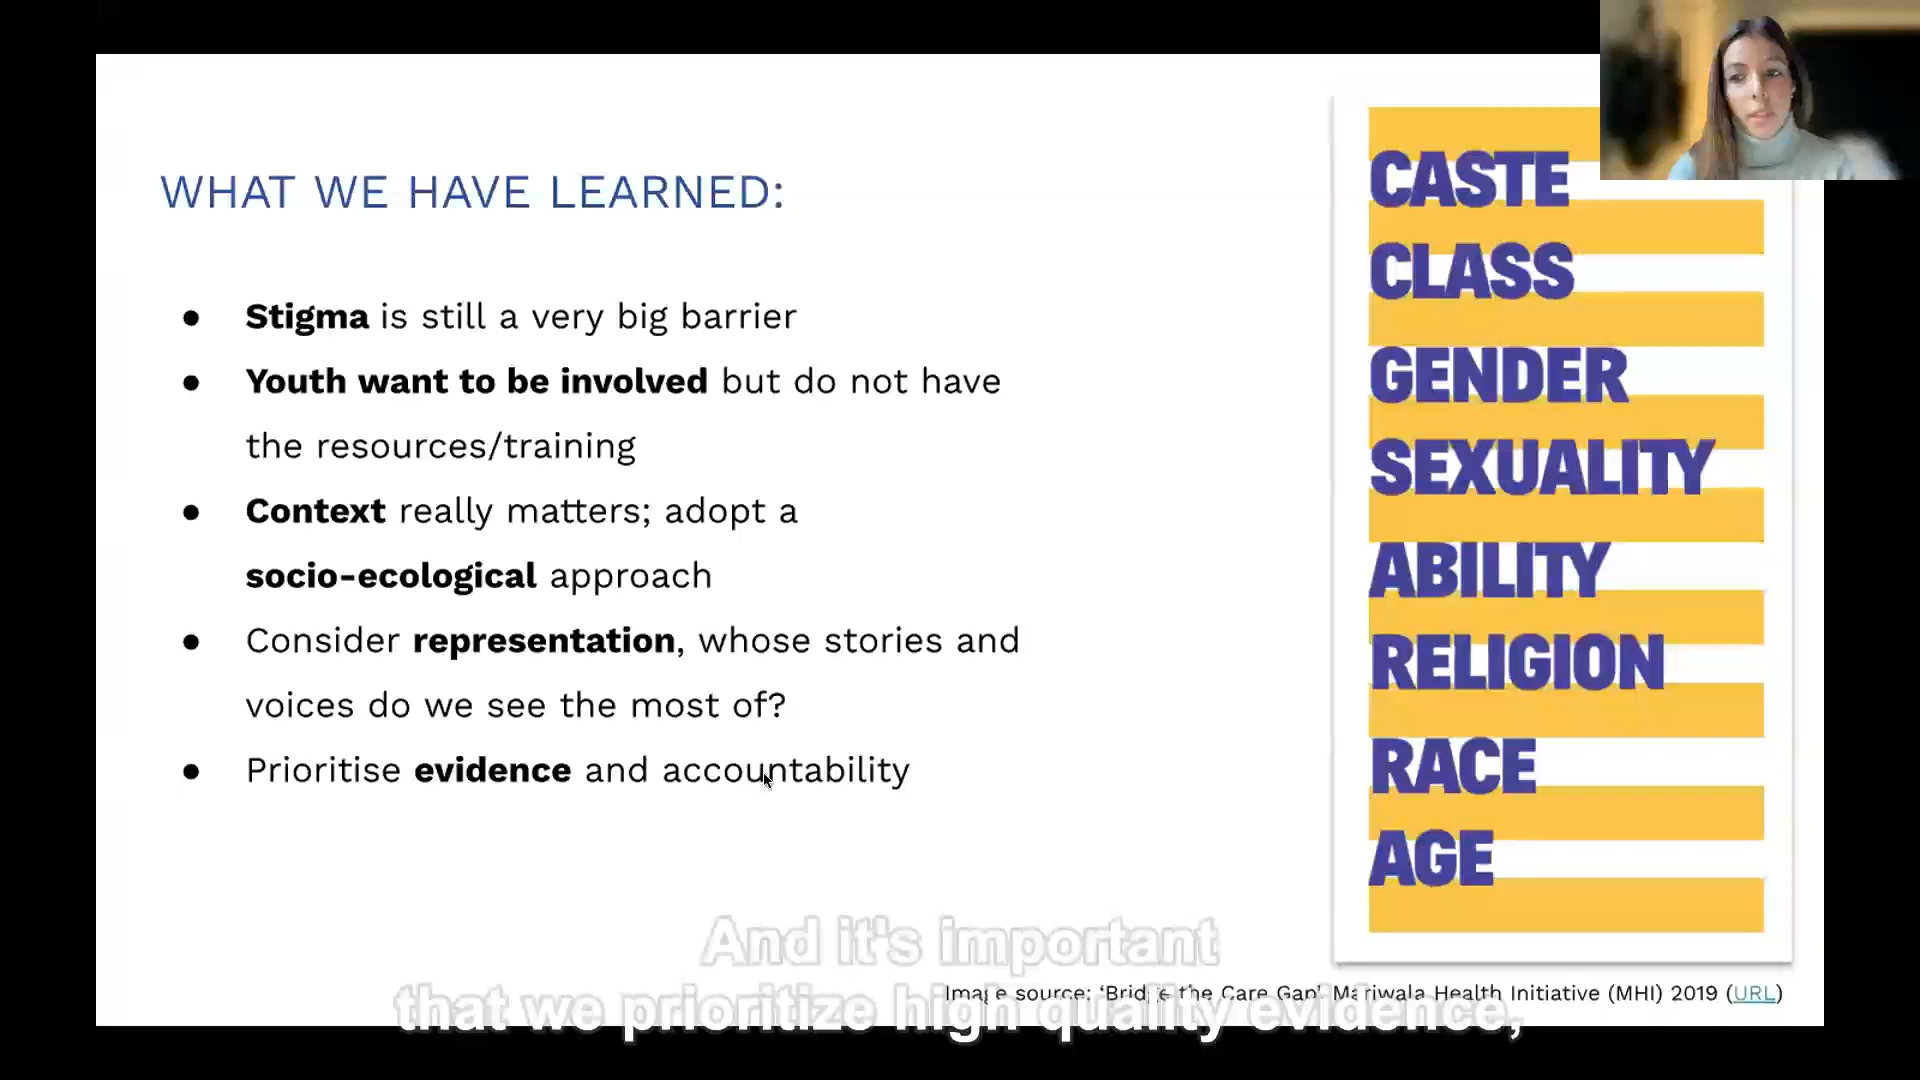 WHAT WE HAVE LEARNED:
● Stigma is still a very big barrier
● Youth want to be involved but do not have
the resources/training
● Context really matters; adopt a
socio-ecological approach
● Consider representation, whose stories and
voices do we see the most of?
● Prioritise evidence and accountability
CASTE
CLASS
GENDER
SEXUALITY
ABILITY
RELIGION
RACE
AGE
Image source: ‘Bridge the Care Gap’ Mariwala Health Initiative (MHI) 2019 (URL)
And it's important
that we prioritize high quality evidence,